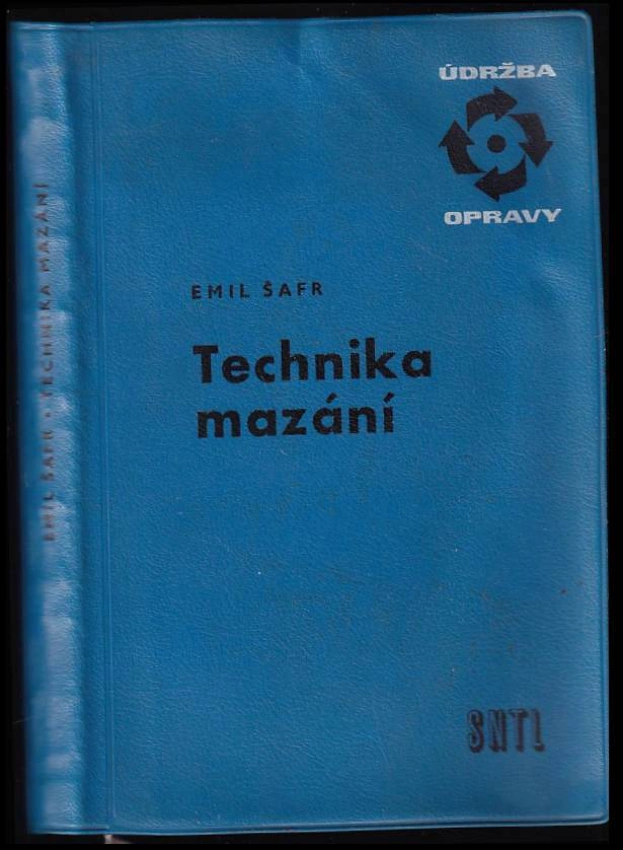 ÚDRŽBA
OPRAVY
EMIL ŠAFR
Technika
mazání
SNTL
EMIL ŠAFR • TECHNIKA MAZÁNÍ